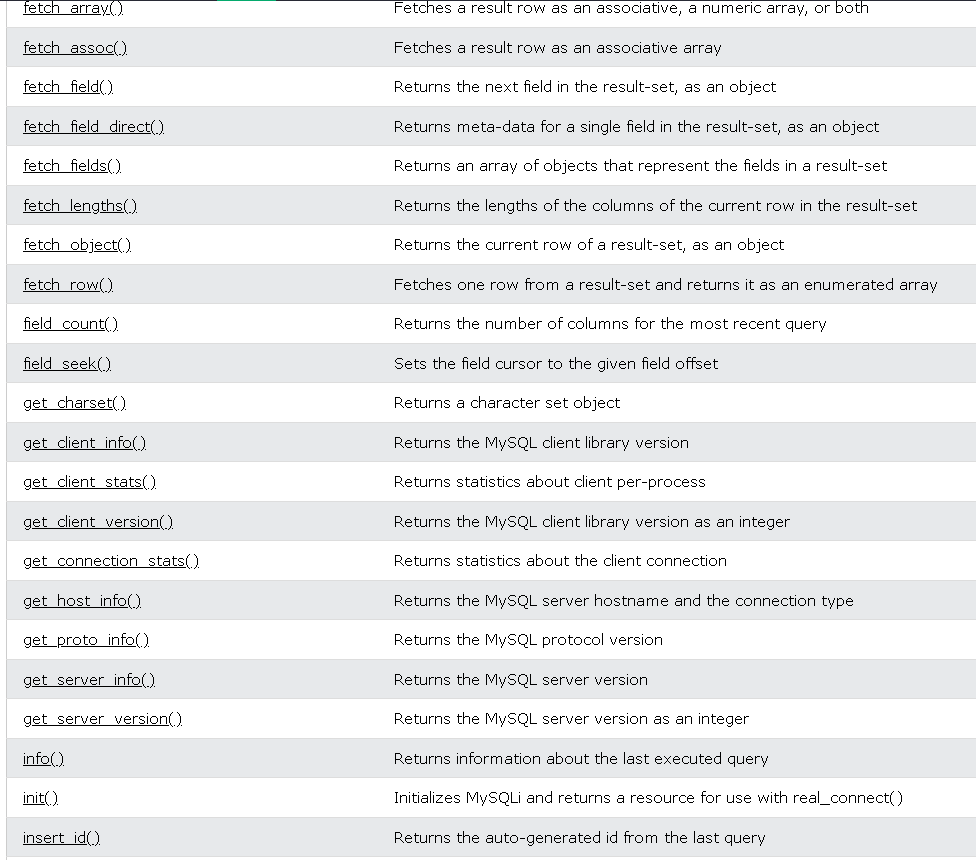 fetch_array() Fetches a result row as an associative, a numeric array, or both
fetch_assoc() Fetches a result row as an associative array
fetch_field() Returns the next field in the result-set, as an object
fetch_field_direct() Returns meta-data for a single field in the result-set, as an object
fetch_fields() Returns an array of objects that represent the fields in a result-set
fetch_lengths() Returns the lengths of the columns of the current row in the result-set
fetch_object() Returns the current row of a result-set, as an object
fetch_row() Fetches one row from a result-set and returns it as an enumerated array
field_count() Returns the number of columns for the most recent query
field_seek() Sets the field cursor to the given field offset
get_charset() Returns a character set object
get_client_info() Returns the MySQL client library version
get_client_stats() Returns statistics about client per-process
get_client_version() Returns the MySQL client library version as an integer
get_connection_stats() Returns statistics about the client connection
get_host_info() Returns the MySQL server hostname and the connection type
get_proto_info() Returns the MySQL protocol version
get_server_info() Returns the MySQL server version
get_server_version() Returns the MySQL server version as an integer
info() Returns information about the last executed query
init() Initializes MySQLi and returns a resource for use with real_connect()
insert_id() Returns the auto-generated id from the last query